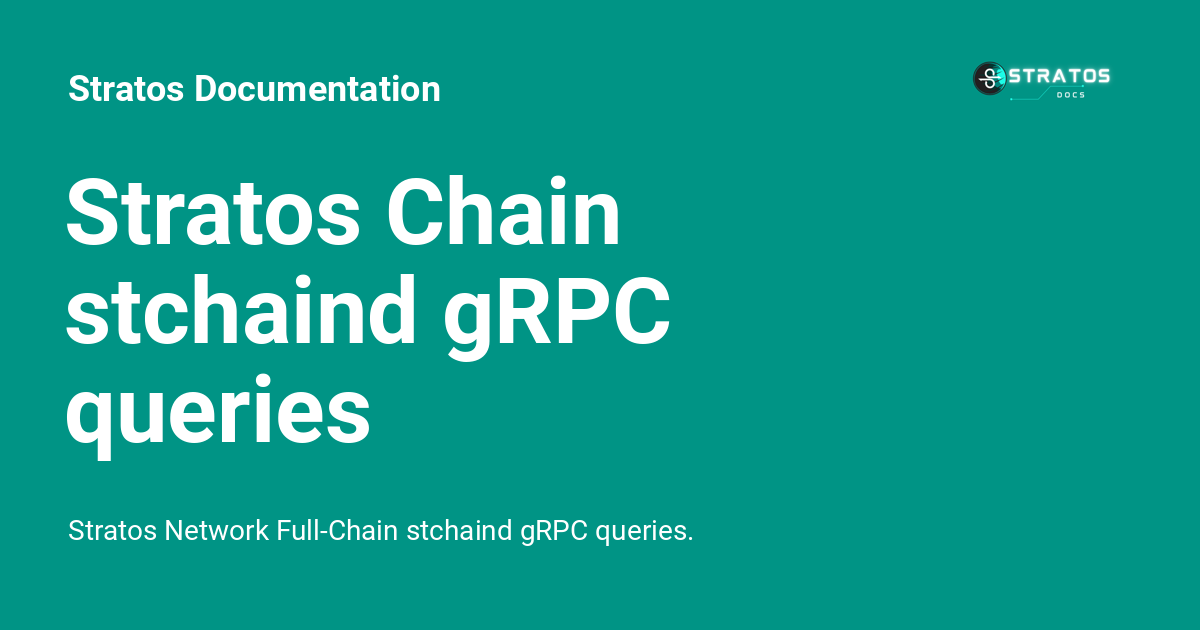 Stratos Documentation
STRATOS
DOCS
Stratos Chain
stchaind gRPC
queries
Stratos Network Full-Chain stchaind gRPC queries.